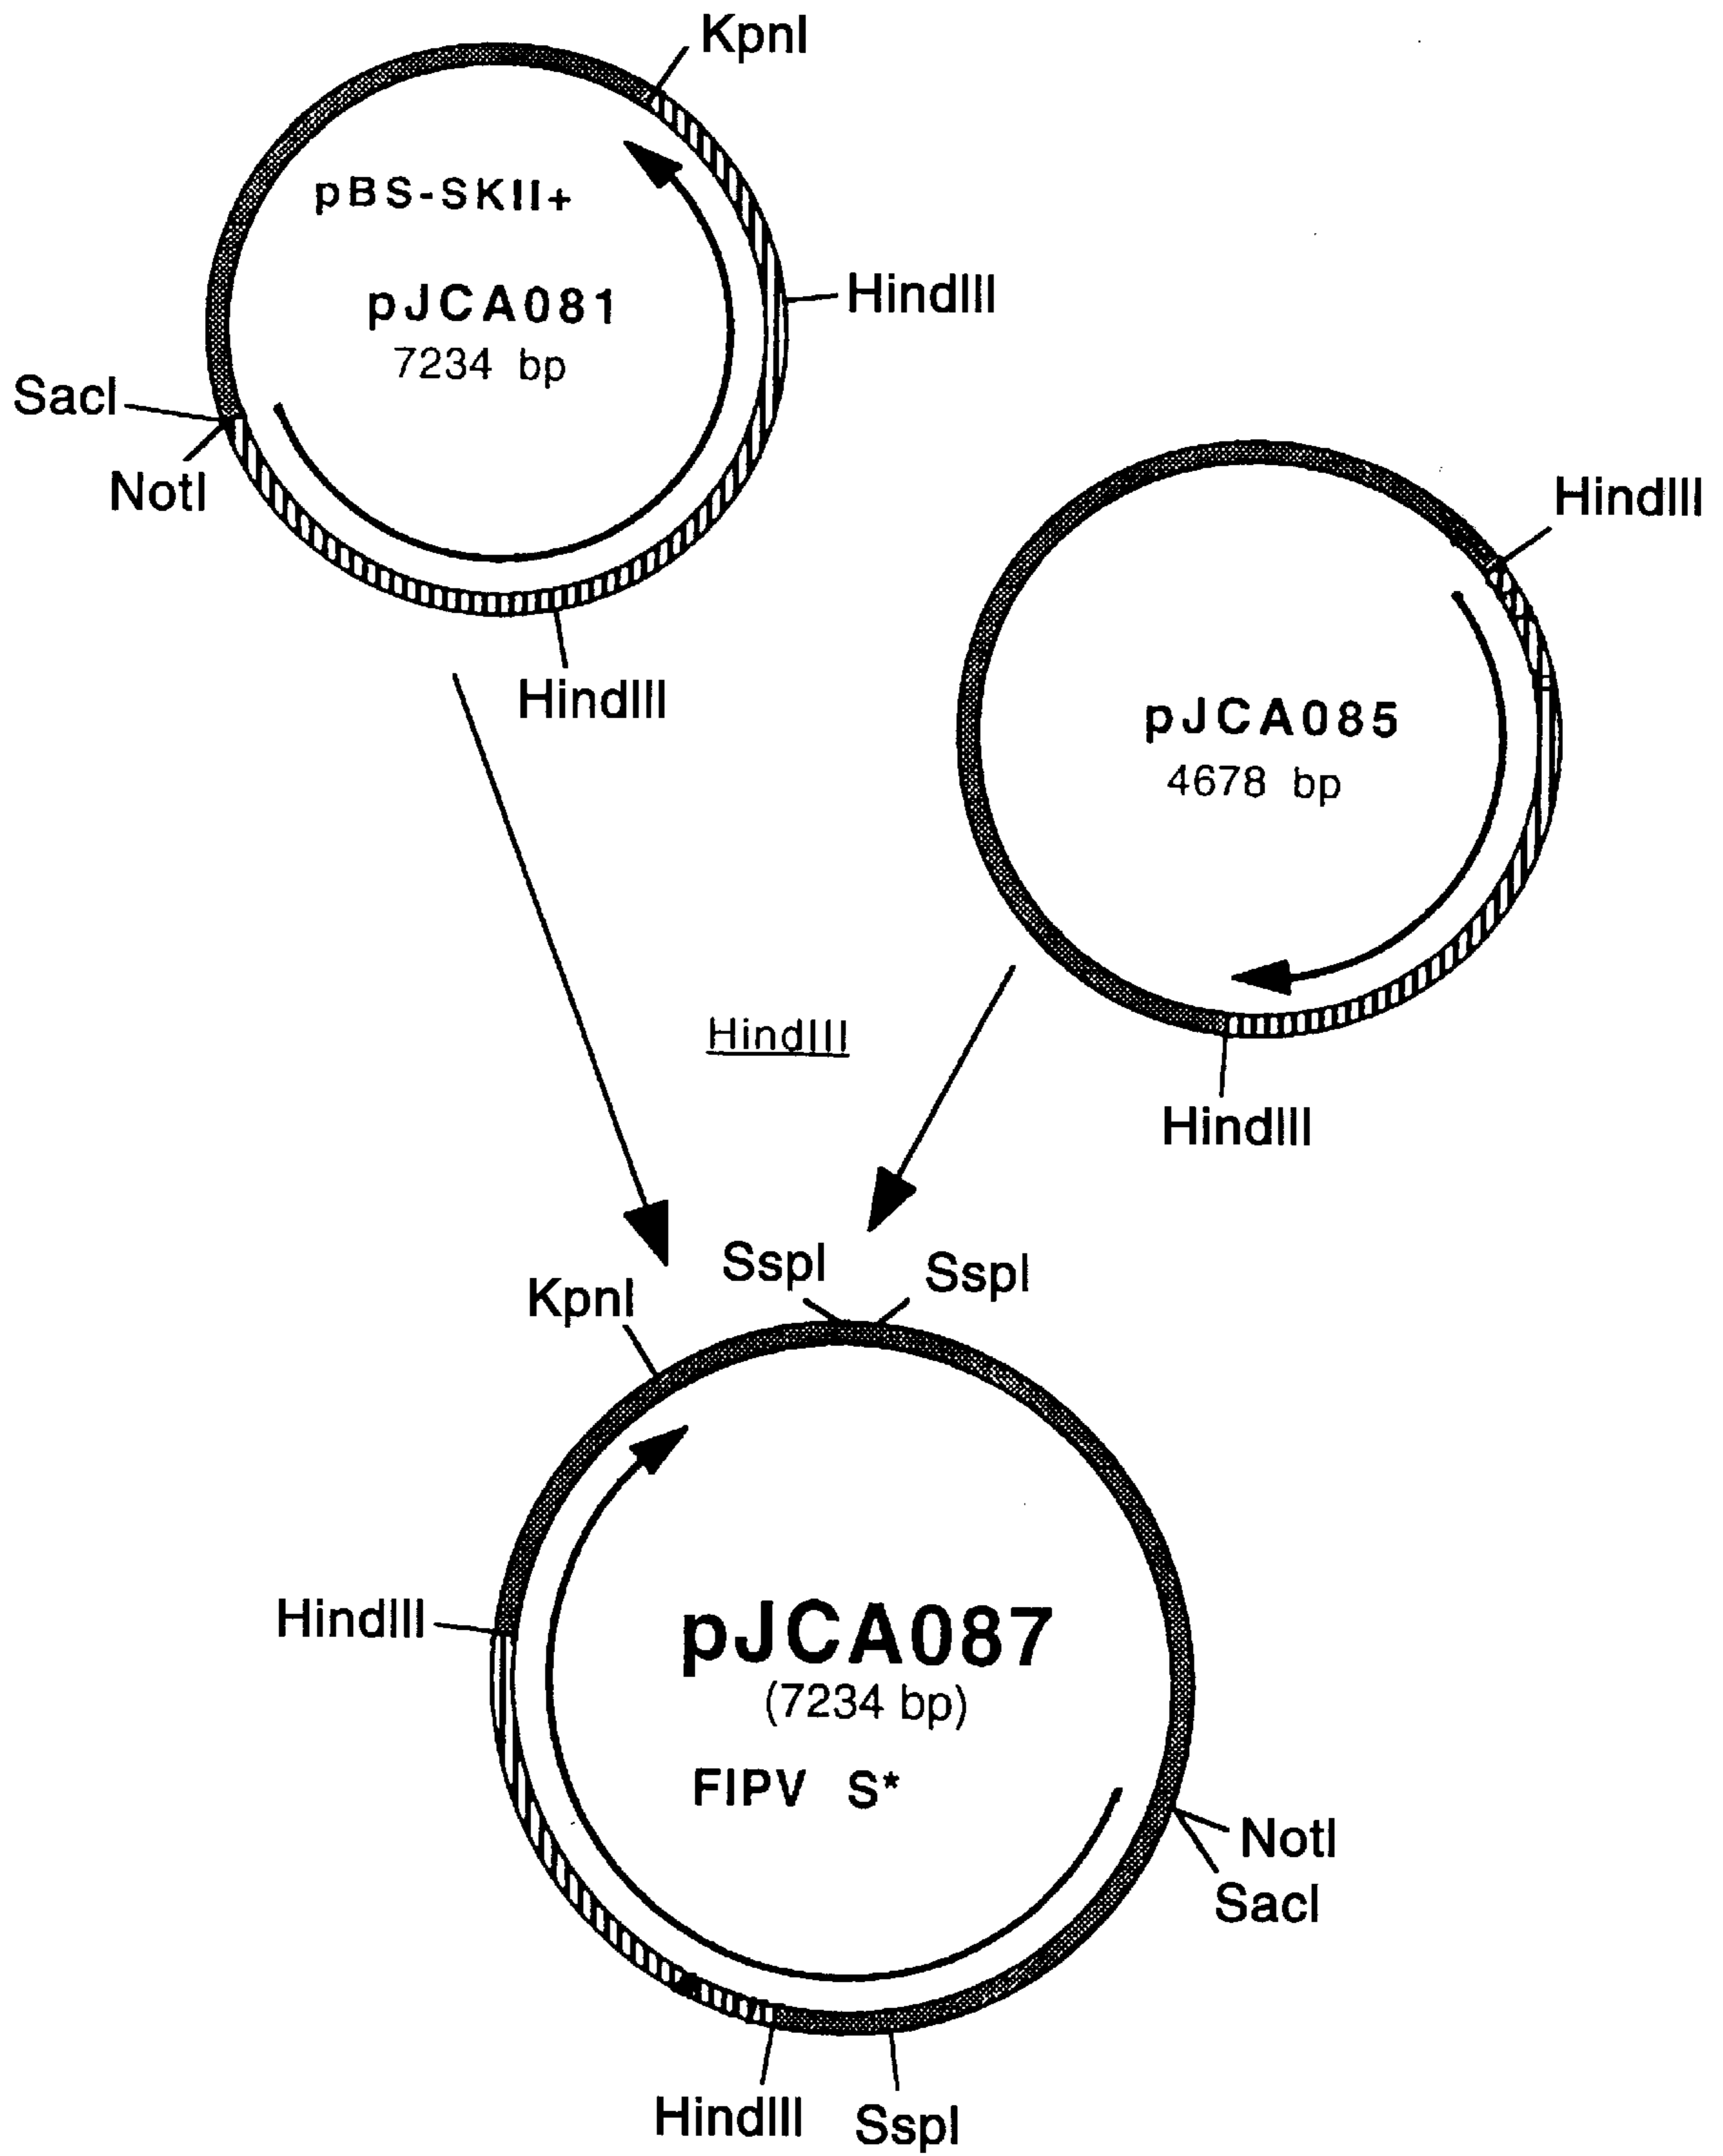 KpnI
pBS-SKII+
pJCA081
7234 bp
HindIII
SacI
NotI
HindIII
HindIII
pJCA085
4678 bp
HindIII
HindIII
SspI
SspI
KpnI
HindIII
pJCA087
(7234 bp)
FIPV S*
NotI
SacI
HindIII
SspI